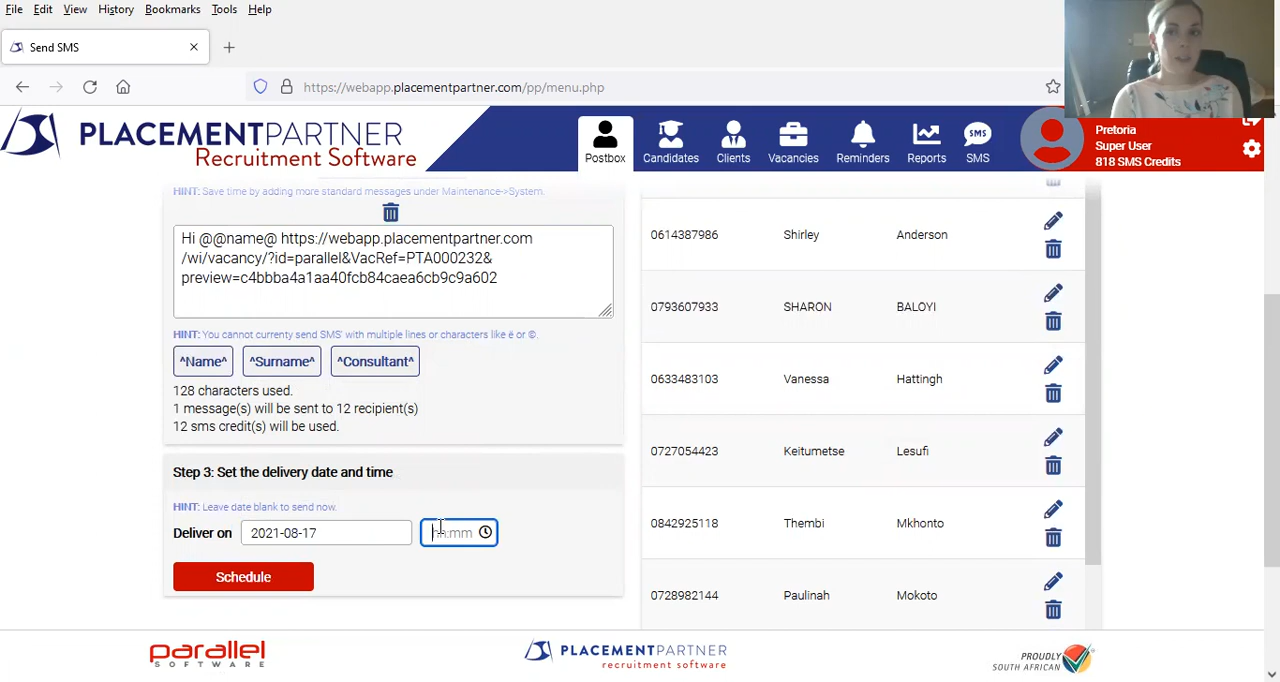 File Edit View History Bookmarks Tools Help
Send SMS
https://webapp.placementpartner.com/pp/menu.php
PLACEMENTPARTNER
Recruitment Software
Postbox Candidates Clients Vacancies Reminders Reports SMS
SMS
Pretoria
Super User
818 SMS Credits
HINT: Save time by adding more standard messages under Maintenance->System.
Hi @@name@ https://webapp.placementpartner.com
/wi/vacancy/?id=parallel&VacRef=PTA000232&
preview=c4bbba4a1aa40fcb84caea6cb9c9a602
HINT: You cannot currenty send SMS' with multiple lines or characters like ë or ©.
^Name^ ^Surname^ ^Consultant^
128 characters used.
1 message(s) will be sent to 12 recipient(s)
12 sms credit(s) will be used.
Step 3: Set the delivery date and time
HINT: Leave date blank to send now.
Deliver on 2021-08-17 hh:mm
Schedule
0614387986 Shirley Anderson
0793607933 SHARON BALOYI
0633483103 Vanessa Hattingh
0727054423 Keitumetse Lesufi
0842925118 Thembi Mkhonto
0728982144 Paulinah Mokoto
parallel
SOFTWARE
PLACEMENTPARTNER
recruitment software
PROUDLY
SOUTH AFRICAN